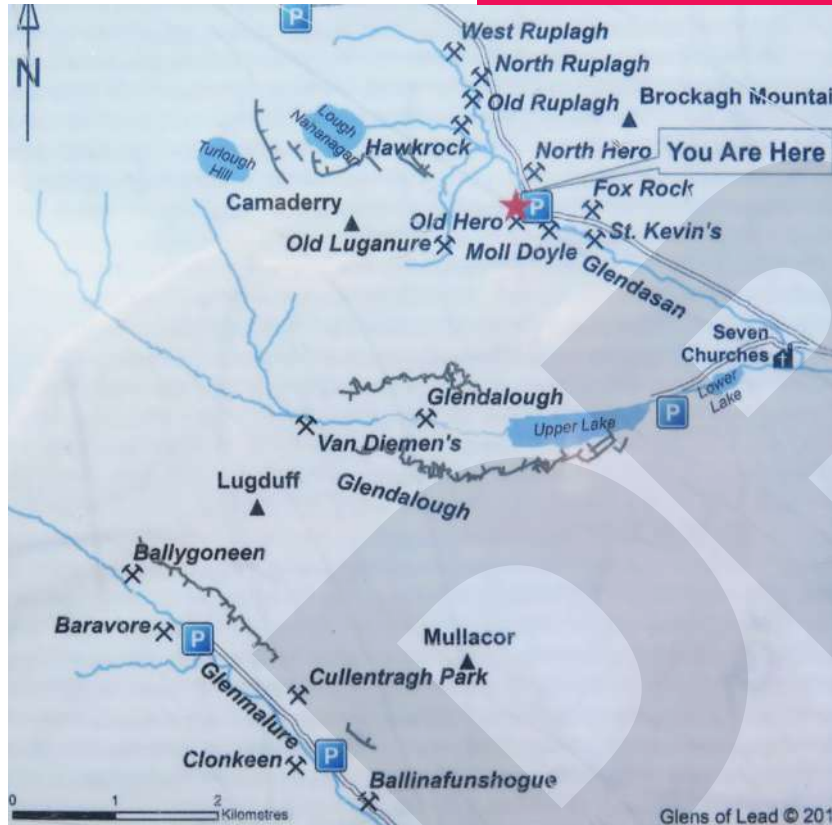 P
West Ruplagh
N
North Ruplagh
Old Ruplagh
Brockagh Mountai
Lough
Nahanagan
Turlough
Hill
Hawkrock
North Hero
You Are Here
Camaderry
Fox Rock
P
Old Hero
St. Kevin's
Old Luganure
Moll Doyle
Glendasan
Seven
Churches
Glendalough
Lower
Lake
P
Upper Lake
Van Diemen's
Lugduff
Glendalough
Ballygoneen
Baravore
P
Mullacor
Cullentragh Park
Glenmalure
P
Clonkeen
Ballinafunshogue
0 1 2
Kilometres
Glens of Lead © 201